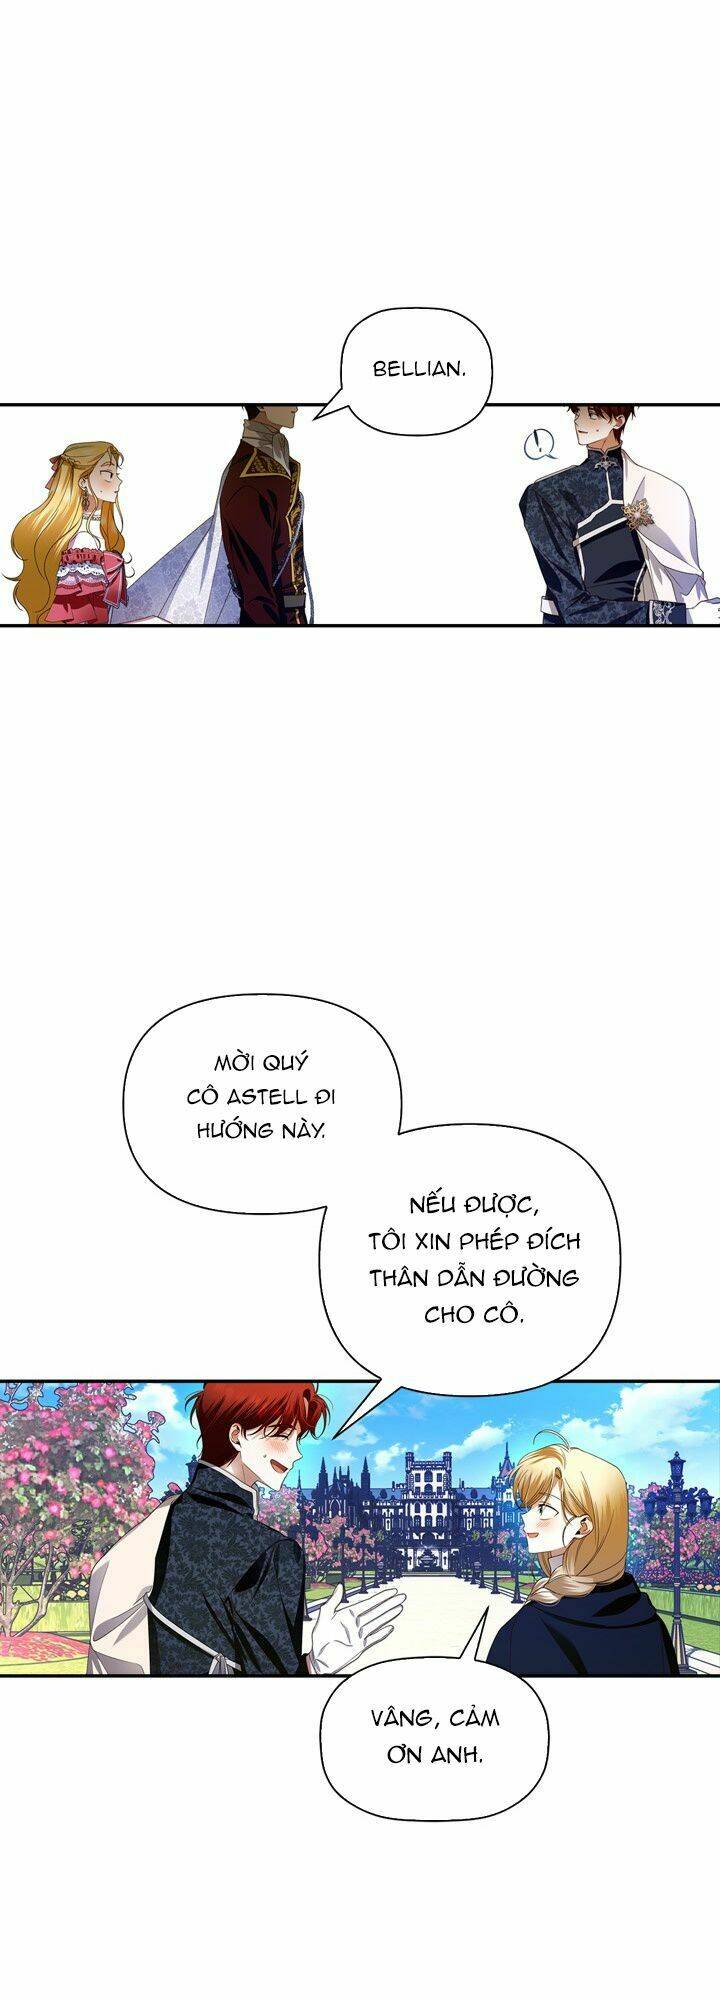 BELLIAN.
!
MỜI QUÝ
CÔ ASTELL ĐI
HƯỚNG NÀY.
NẾU ĐƯỢC,
TÔI XIN PHÉP ĐÍCH
THÂN DẪN ĐƯỜNG
CHO CÔ.
VÂNG, CẢM
ƠN ANH.